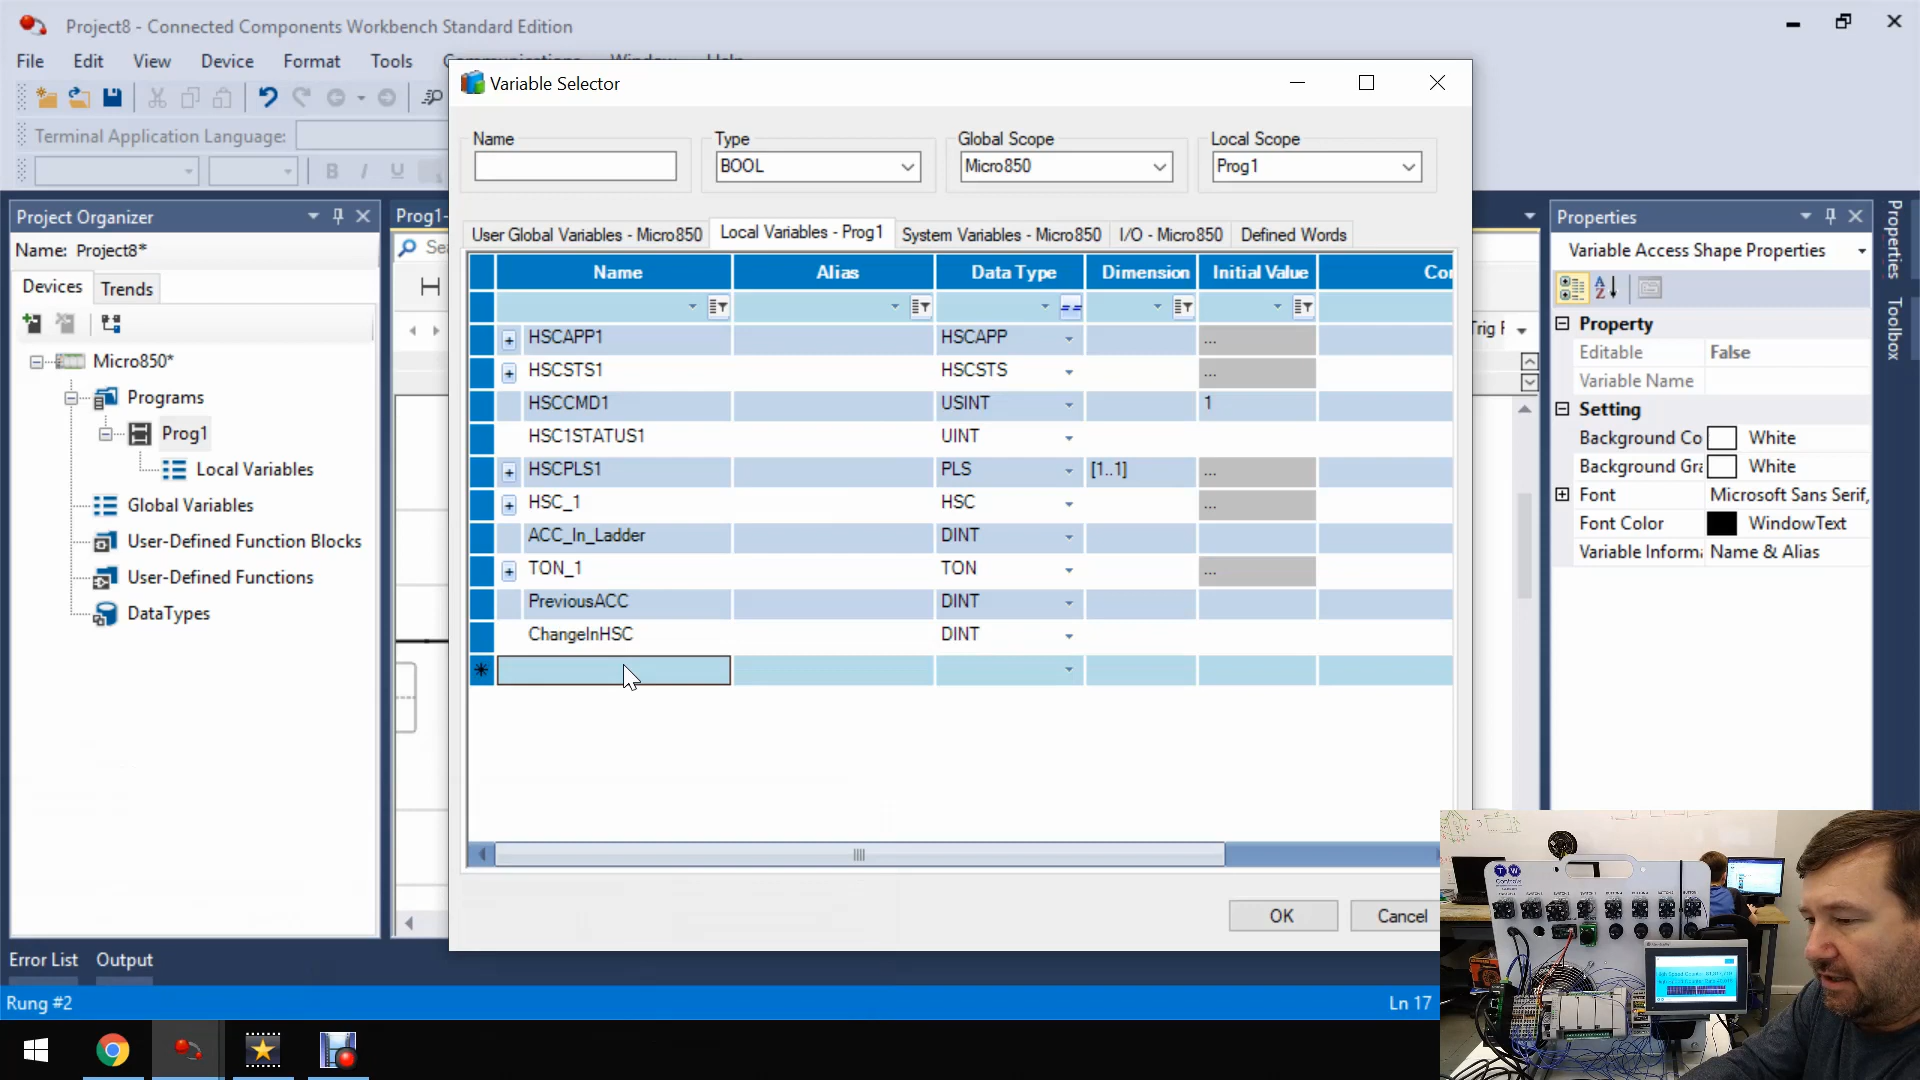 Project8 - Connected Components Workbench Standard Edition
File Edit View Device Format Tools
Terminal Application Language:
B I U
Project Organizer
Name: Project8*
Devices Trends
Micro850*
Programs
Prog1
Local Variables
Global Variables
User-Defined Function Blocks
User-Defined Functions
DataTypes
Prog1-
Variable Selector
Name Type Global Scope Local Scope
BOOL Micro850 Prog1
User Global Variables - Micro850 Local Variables - Prog1 System Variables - Micro850 I/O - Micro850 Defined Words
Name Alias Data Type Dimension Initial Value Cor
HSCAPP1 HSCAPP ...
HSCSTS1 HSCSTS ...
HSCCMD1 USINT 1
HSC1STATUS1 UINT
HSCPLS1 PLS [1..1] ...
HSC_1 HSC ...
ACC_In_Ladder DINT
TON_1 TON ...
PreviousACC DINT
ChangeInHSC DINT
*
OK Cancel
Properties
Variable Access Shape Properties
Property
Editable False
Variable Name
Setting
Background Co White
Background Gra White
Font Microsoft Sans Serif,
Font Color WindowText
Variable Informa Name & Alias
Properties
Toolbox
Error List Output
Rung #2 Ln 17